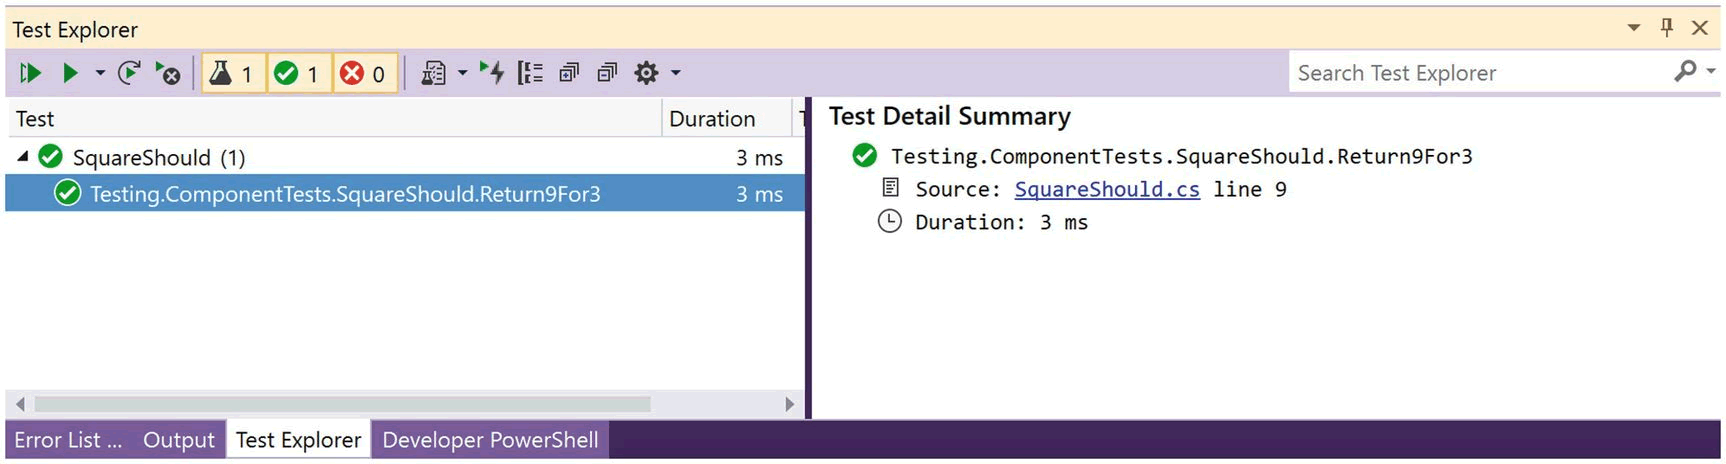 Test Explorer
1 1 0 Search Test Explorer
Test Duration T
SquareShould (1) 3 ms
Testing.ComponentTests.SquareShould.Return9For3 3 ms
Test Detail Summary
Testing.ComponentTests.SquareShould.Return9For3
Source: SquareShould.cs line 9
Duration: 3 ms
Error List ... Output Test Explorer Developer PowerShell